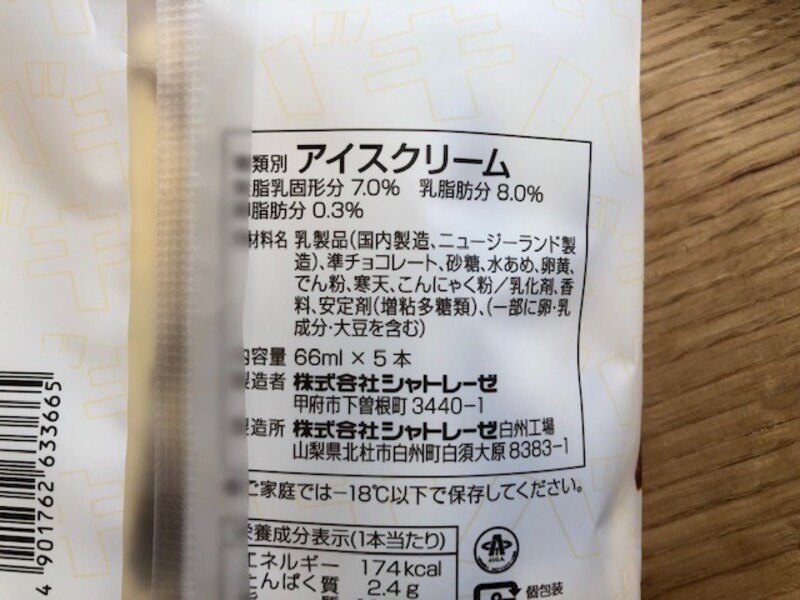 類別 アイスクリーム
脂乳固形分 7.0% 乳脂肪分 8.0%
脂肪分 0.3%
材料名 乳製品(国内製造、ニュージーランド製
造)、準チョコレート、砂糖、水あめ、卵黄、
でん粉、寒天、こんにゃく粉／乳化剤、香
料、安定剤(増粘多糖類)、(一部に卵・乳
成分・大豆を含む)
内容量 66ml × 5 本
製造者 株式会社シャトレーゼ
甲府市下曽根町 3440−1
製造所 株式会社シャトレーゼ白州工場
山梨県北杜市白州町白須大原 8383−1
ご家庭では−18℃以下で保存してください。
栄養成分表示(1本当たり)
エネルギー 174kcal
たんぱく質 2.4g
個包装
4 901762 633665
バキバキ